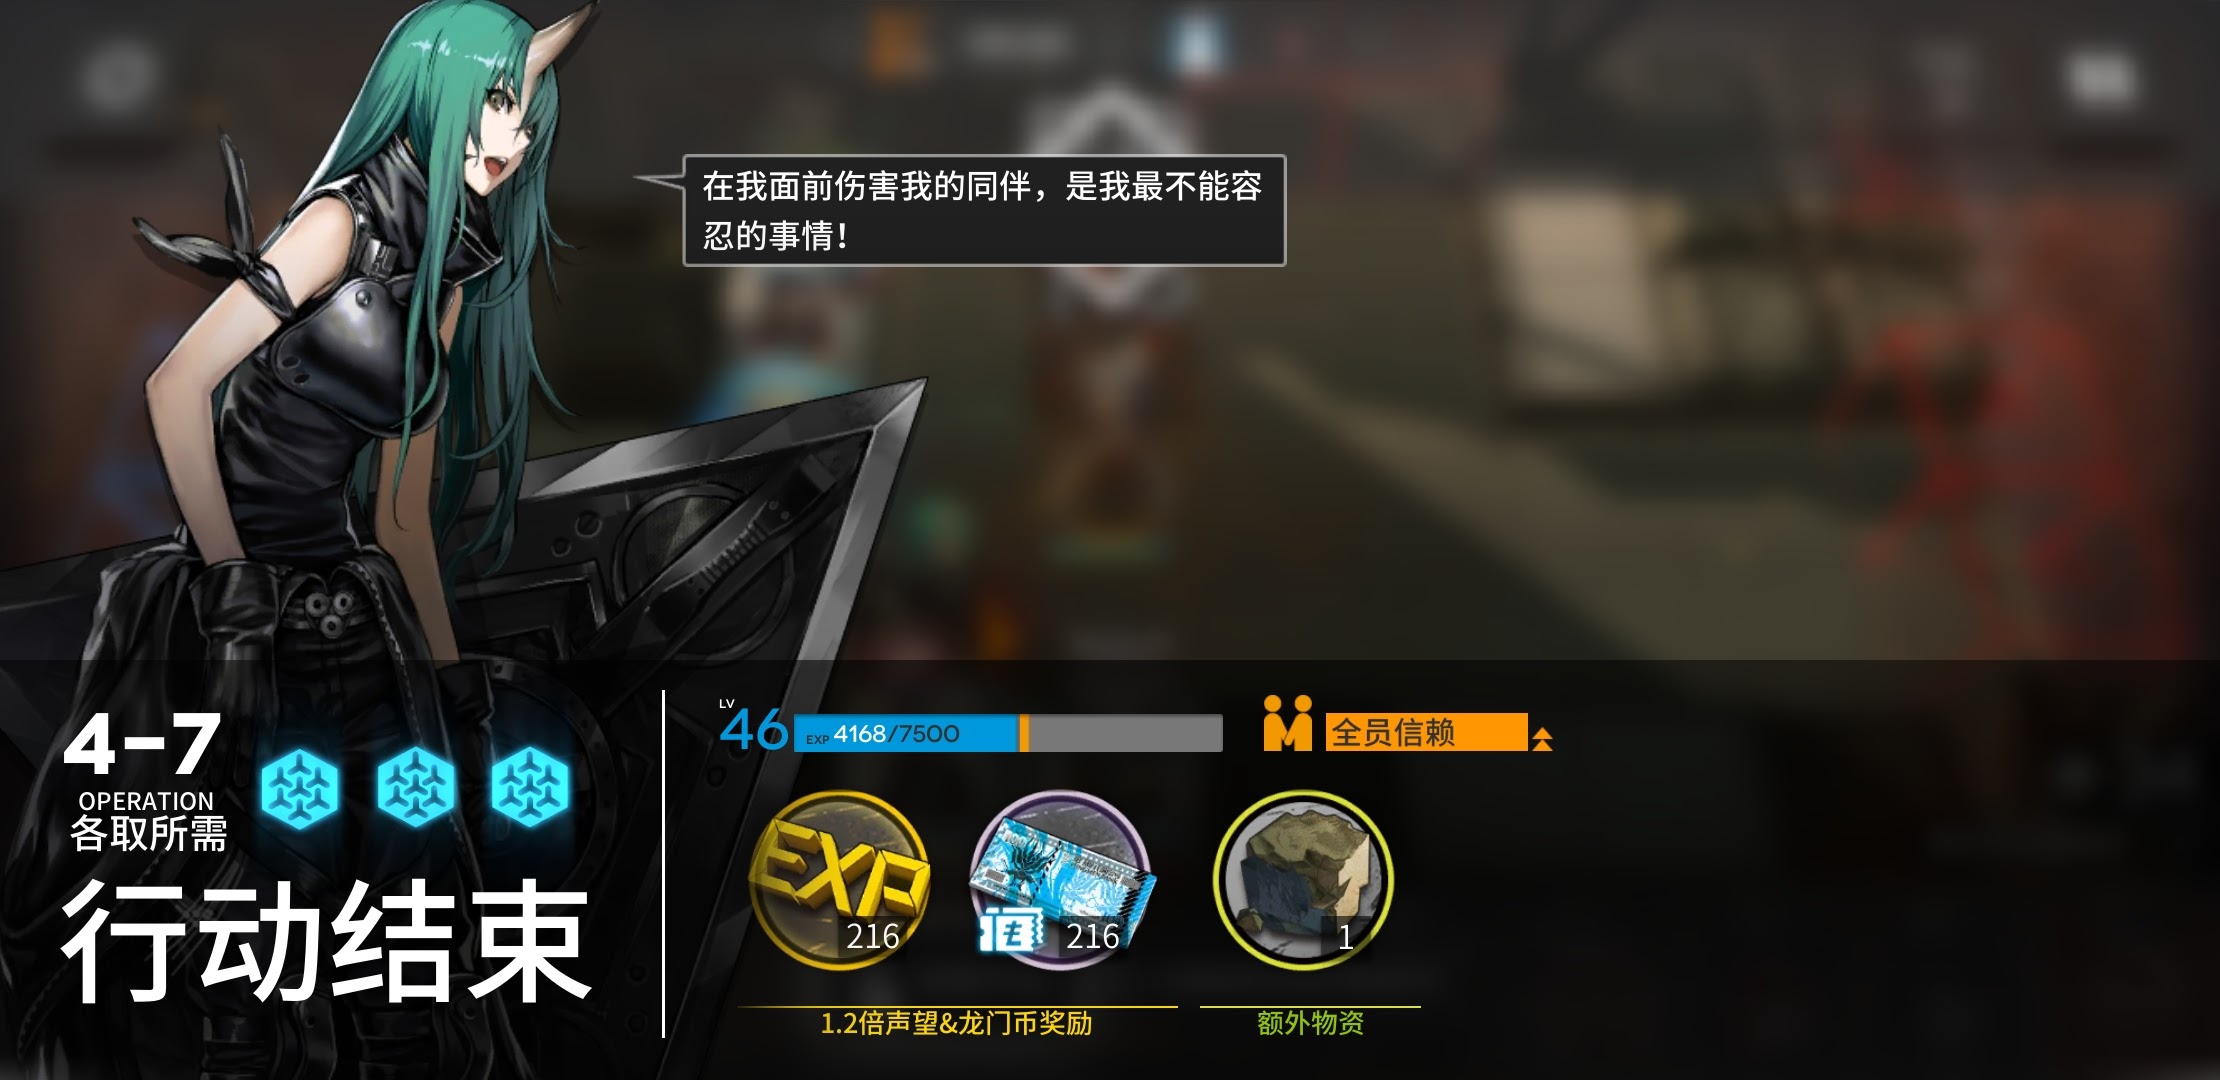 在我面前伤害我的同伴，是我最不能容
忍的事情！
4-7
OPERATION
各取所需
行动结束
LV
46
EXP 4168/7500
全员信赖
EXP
216
216
1
1.2倍声望&龙门币奖励
额外物资